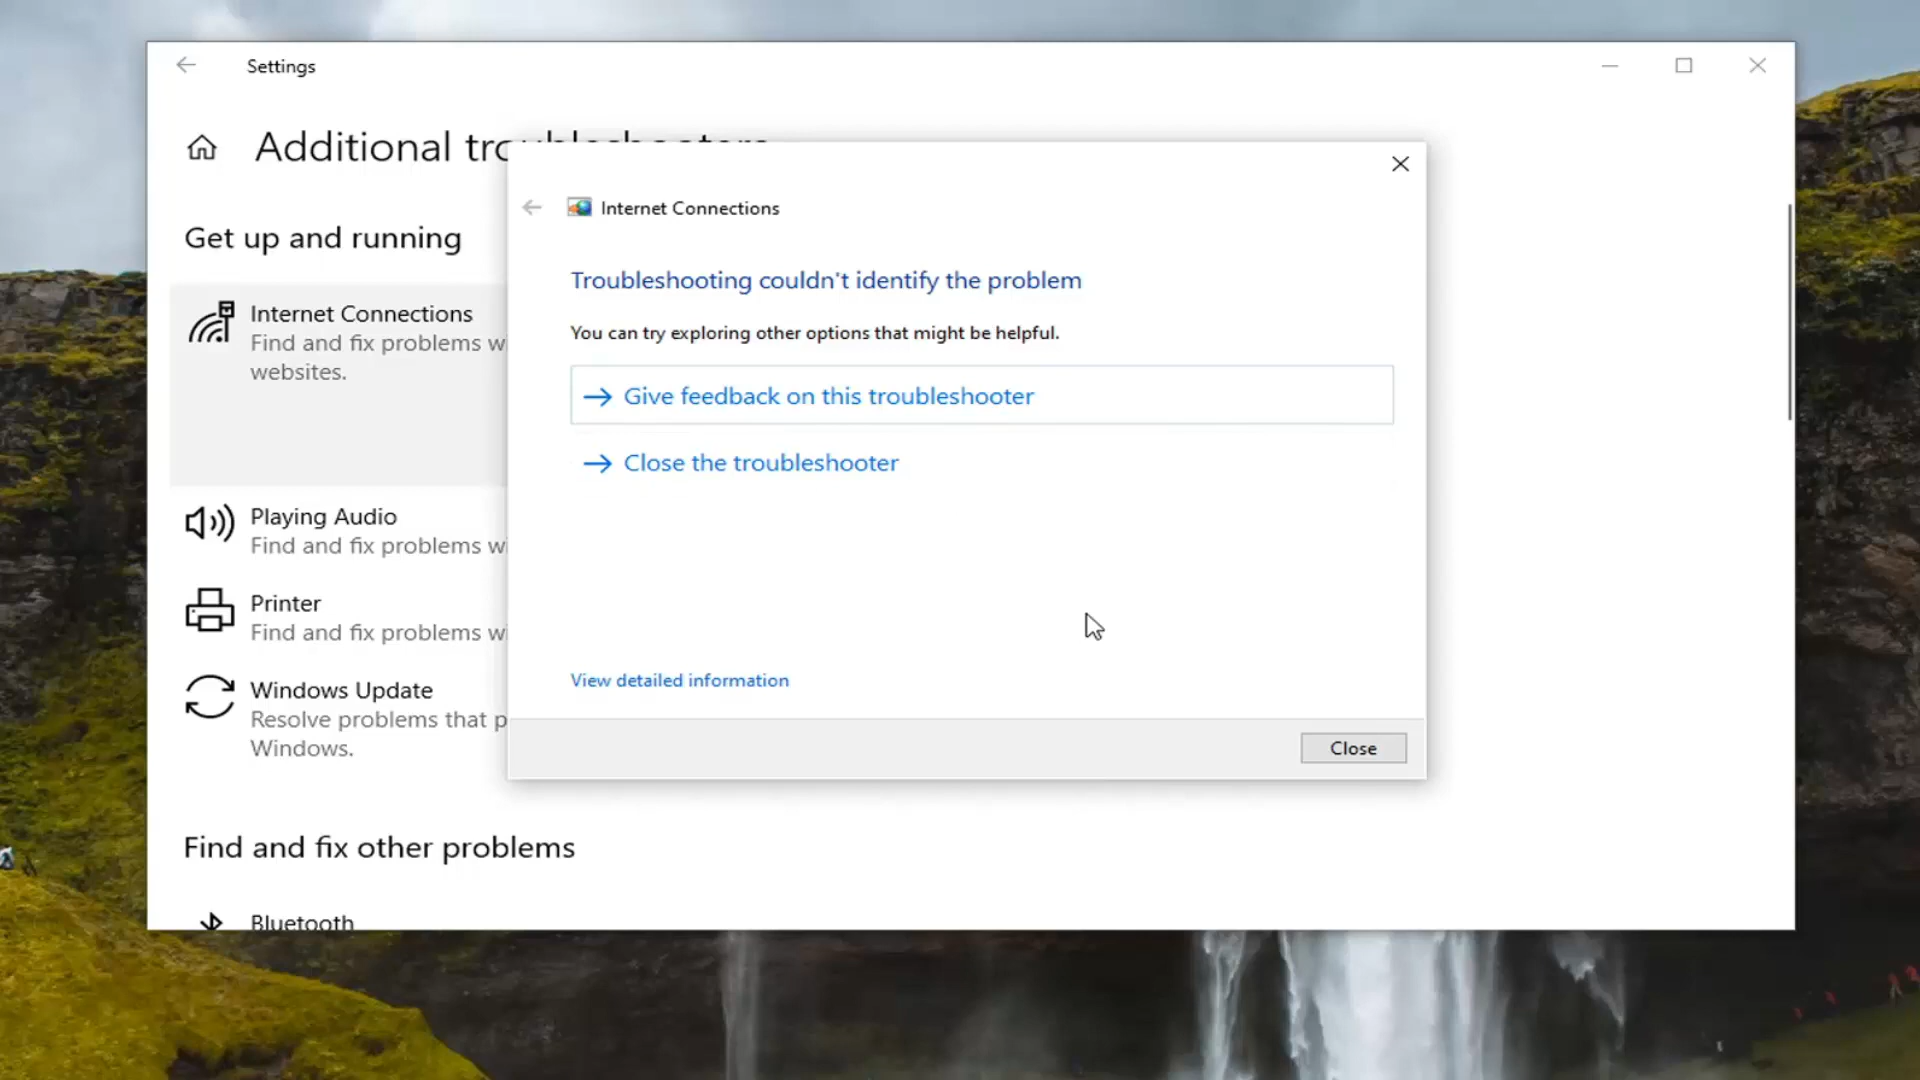 Settings
Additional tro
Get up and running
Internet Connections
Find and fix problems w
websites.
Playing Audio
Find and fix problems wi
Printer
Find and fix problems wi
Windows Update
Resolve problems that p
Windows.
Find and fix other problems
Bluetooth
Internet Connections
Troubleshooting couldn't identify the problem
You can try exploring other options that might be helpful.
Give feedback on this troubleshooter
Close the troubleshooter
View detailed information
Close